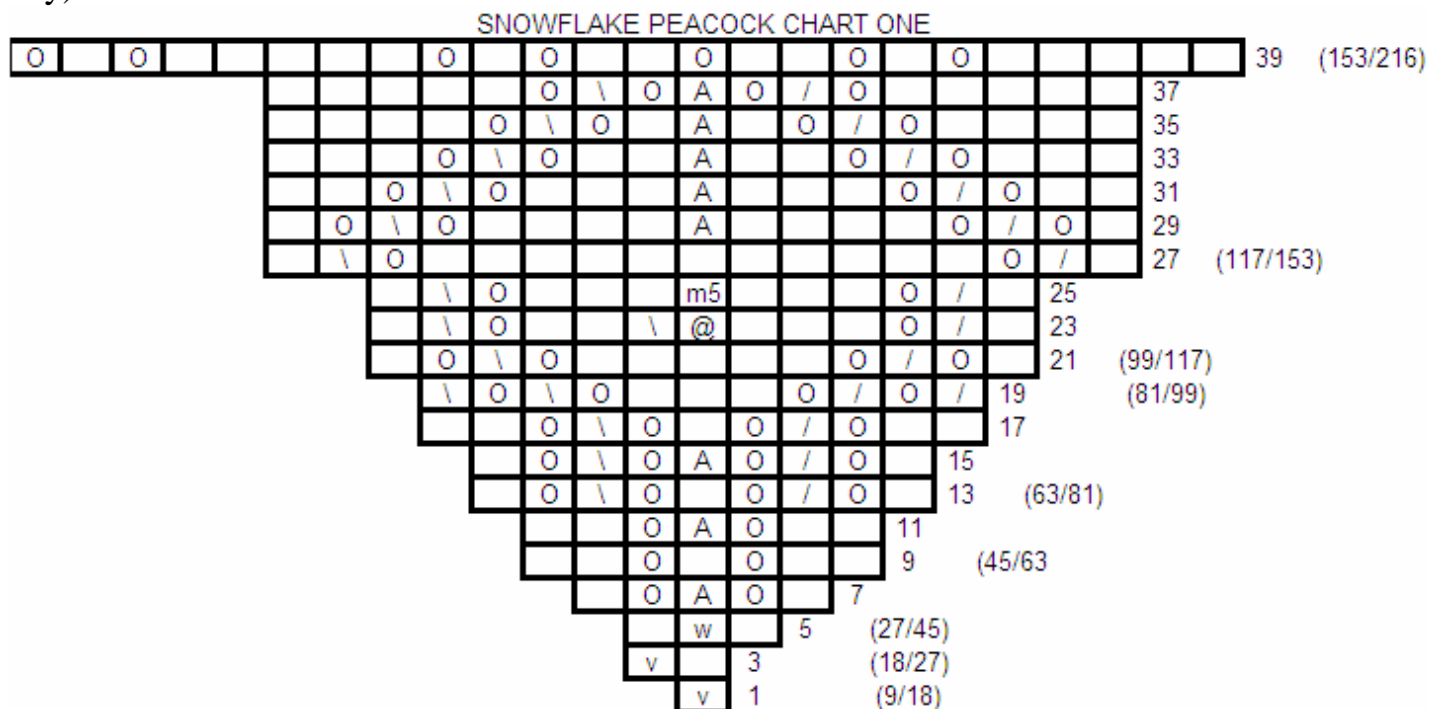 y,
SNOWFLAKE PEACOCK CHART ONE
O O O O O O O 39 (153/216)
O \ O A O / O 37
O \ O A O / O 35
O \ O A O / O 33
O \ O A O / O 31
O \ O A O / O 29
\ O O / 27 (117/153)
\ O m5 O / 25
\ O \ @ O / 23
O \ O O / O 21 (99/117)
\ O \ O O / O / 19 (81/99)
O \ O O / O 17
O \ O A O / O 15
O \ O O / O 13 (63/81)
O A O 11
O O 9 (45/63
O A O 7
w 5 (27/45)
v 3 (18/27)
v 1 (9/18)